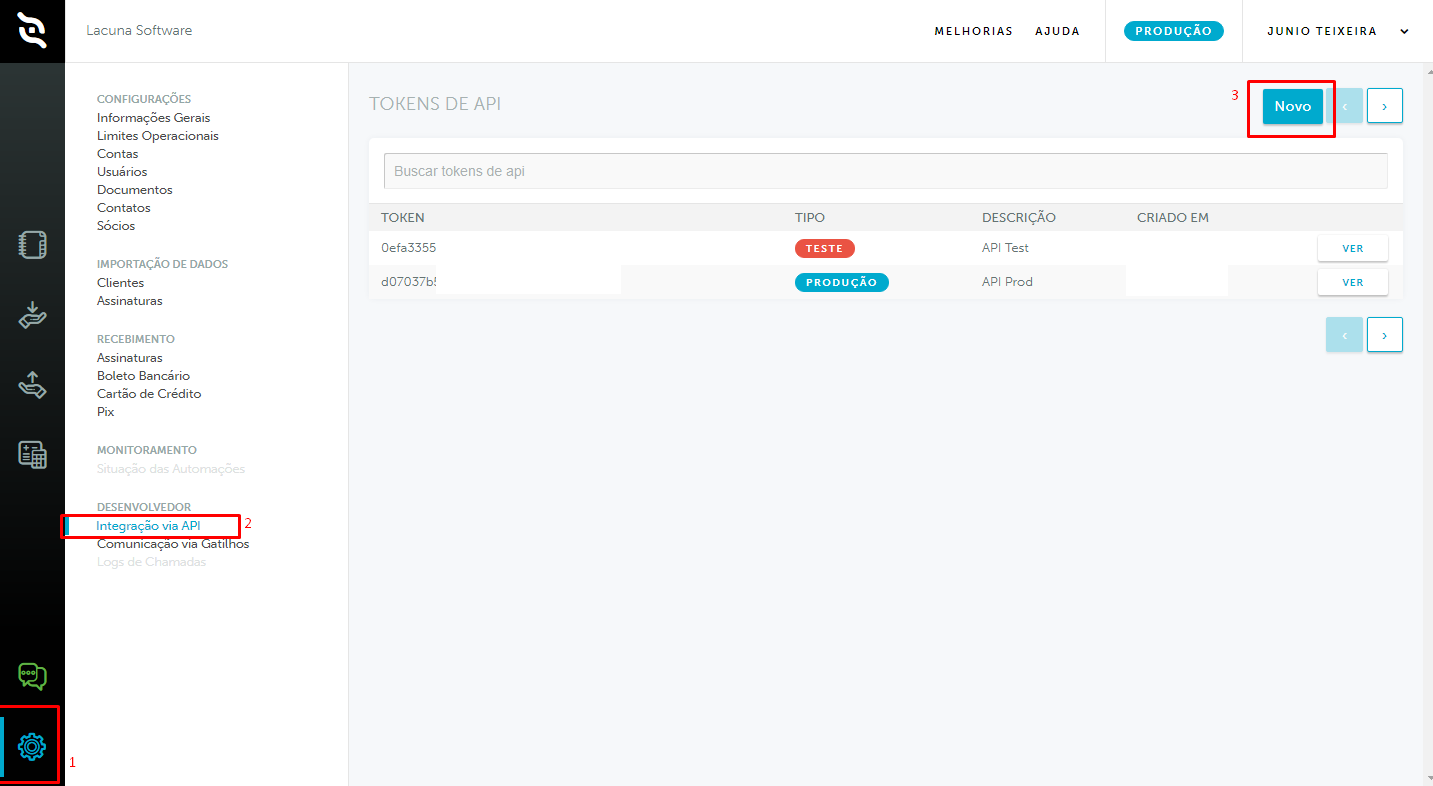 Lacuna Software
MELHORIAS AJUDA PRODUÇÃO JUNIO TEIXEIRA
CONFIGURAÇÕES
Informações Gerais
Limites Operacionais
Contas
Usuários
Documentos
Contatos
Sócios
IMPORTAÇÃO DE DADOS
Clientes
Assinaturas
RECEBIMENTO
Assinaturas
Boleto Bancário
Cartão de Crédito
Pix
MONITORAMENTO
Situação das Automações
DESENVOLVEDOR
Integração via API 2
Comunicação via Gatilhos
Logs de Chamadas
1
TOKENS DE API
3 Novo ‹ ›
Buscar tokens de api
TOKEN TIPO DESCRIÇÃO CRIADO EM
0efa3355 TESTE API Test VER
d07037b PRODUÇÃO API Prod VER
‹ ›